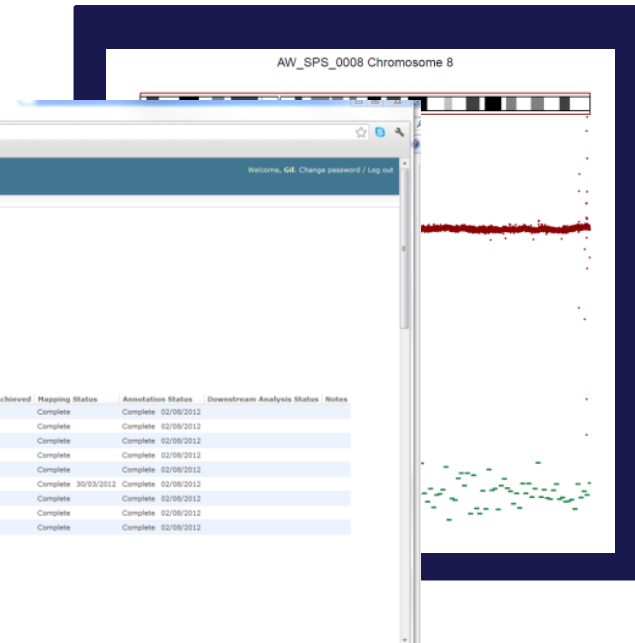 AW_SPS_0008 Chromosome 8
Welcome, Gil. Change password / Log out
chieved Mapping Status Annotation Status Downstream Analysis Status Notes
Complete Complete 02/08/2012
Complete Complete 02/08/2012
Complete Complete 02/08/2012
Complete Complete 02/08/2012
Complete Complete 02/08/2012
Complete 30/03/2012 Complete 02/08/2012
Complete Complete 02/08/2012
Complete Complete 02/08/2012
Complete Complete 02/08/2012